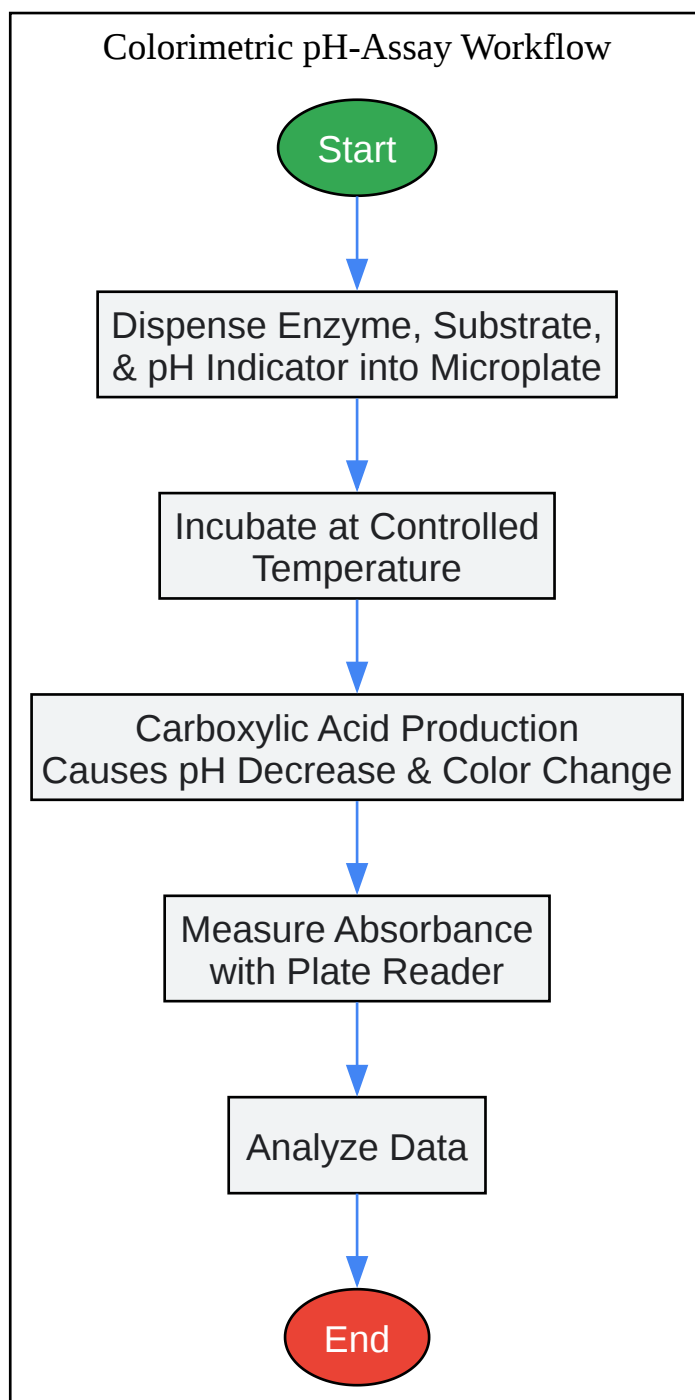 Colorimetric pH-Assay Workflow
Start
Dispense Enzyme, Substrate,
& pH Indicator into Microplate
Incubate at Controlled
Temperature
Carboxylic Acid Production
Causes pH Decrease & Color Change
Measure Absorbance
with Plate Reader
Analyze Data
End